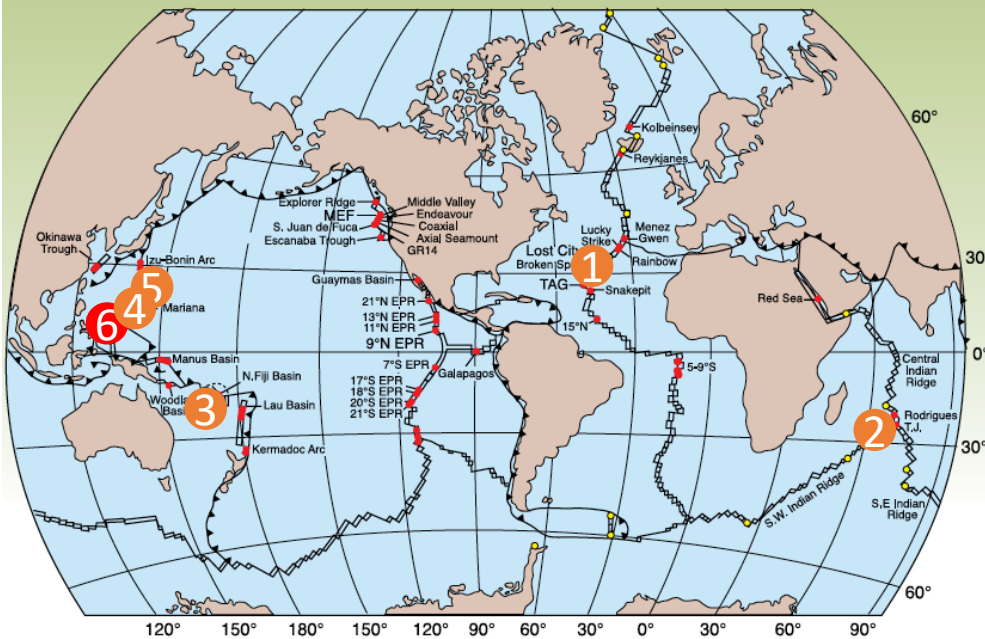 60°
Kolbeinsey
Reykjanes
Explorer Ridge
Middle Valley
MEF
Endeavour
S. Juan de Fuca
Coaxial
Escanaba Trough
Axial Seamount
GR14
Okinawa
Trough
Izu-Bonin Arc
Lucky
Strike
Menez
Gwen
Lost City
Rainbow
Broken Sp
1
30
Guaymas Basin
TAG
Snakepit
5
4
Mariana
6
21°N EPR
13°N EPR
11°N EPR
9°N EPR
15°N
Red Sea
Manus Basin
7°S EPR
Galapagos
5-9°S
0°
Central
Indian
Ridge
N,Fiji Basin
17°S EPR
18°S EPR
20°S EPR
21°S EPR
Woodla
Basi
3
Lau Basin
Rodrigues
T.J.
2
Kermadoc Arc
30°
S.W. Indian Ridge
S,E Indian
Ridge
60°
120°
150°
180°
150°
120°
90°
60°
30°
0°
30°
60°
90°